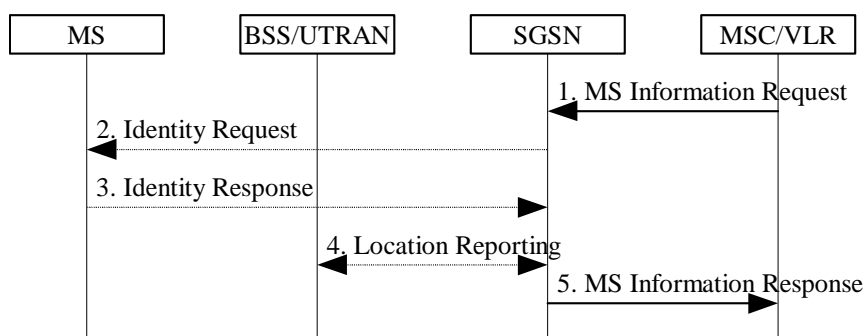 MS
BSS/UTRAN
SGSN
MSC/VLR
1. MS Information Request
2. Identity Request
3. Identity Response
4. Location Reporting
5. MS Information Response